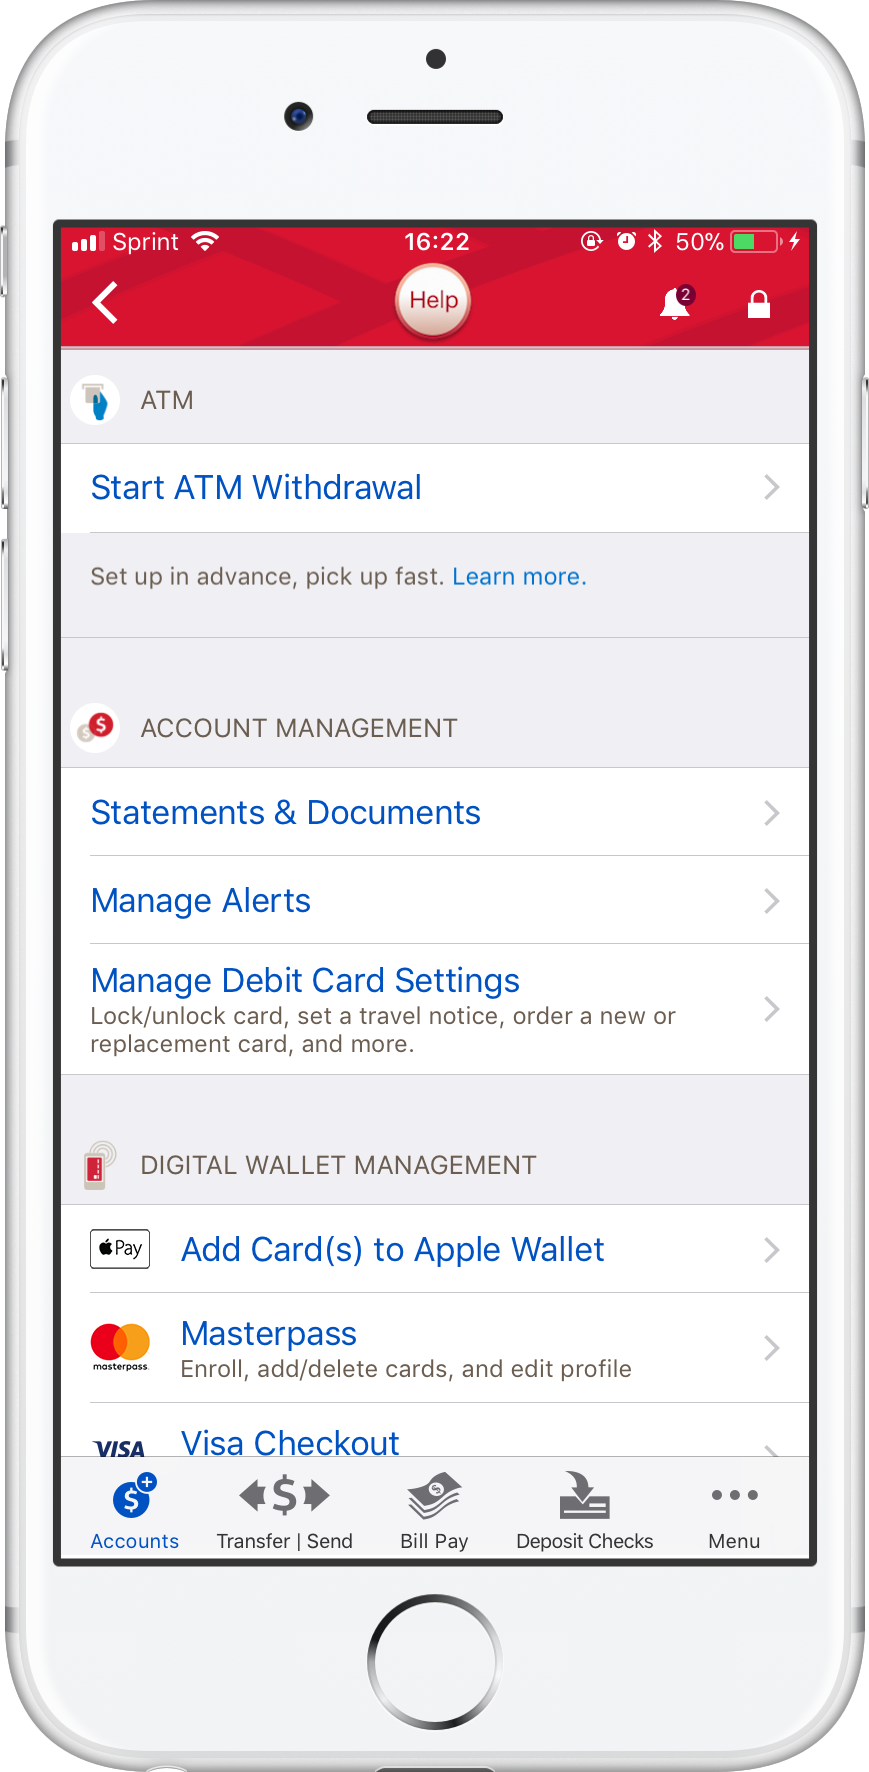 Sprint 16:22 50%
Help
2
ATM
Start ATM Withdrawal
Set up in advance, pick up fast. Learn more.
$ $
ACCOUNT MANAGEMENT
Statements & Documents
Manage Alerts
Manage Debit Card Settings
Lock/unlock card, set a travel notice, order a new or
replacement card, and more.
DIGITAL WALLET MANAGEMENT
Pay
Add Card(s) to Apple Wallet
masterpass
Masterpass
Enroll, add/delete cards, and edit profile
VISA
Visa Checkout
Accounts
Transfer | Send
Bill Pay
Deposit Checks
Menu